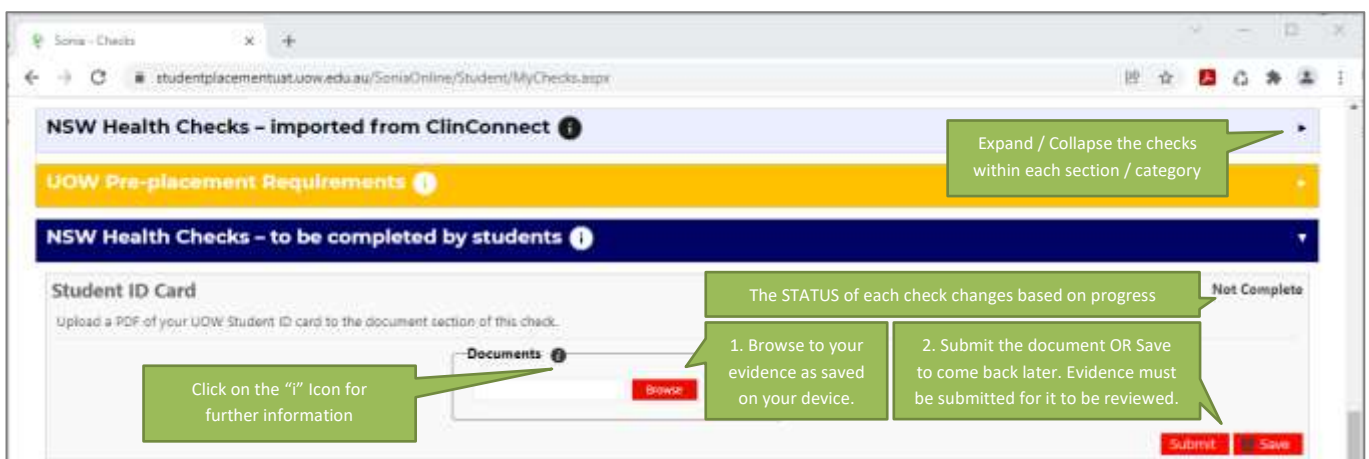 Sonia - Checks
studentplacementuat.uow.edu.au/SoniaOnline/Student/MyChecks.aspx
NSW Health Checks – imported from ClinConnect i
Expand / Collapse the checks
within each section / category
UOW Pre-placement Requirements i
NSW Health Checks – to be completed by students i
Student ID Card
The STATUS of each check changes based on progress
Not Complete
Upload a PDF of your UOW Student ID card to the document section of this check.
Documents i
Browse
1. Browse to your
evidence as saved
on your device.
2. Submit the document OR Save
to come back later. Evidence must
be submitted for it to be reviewed.
Click on the “i” Icon for
further information
Submit
Save